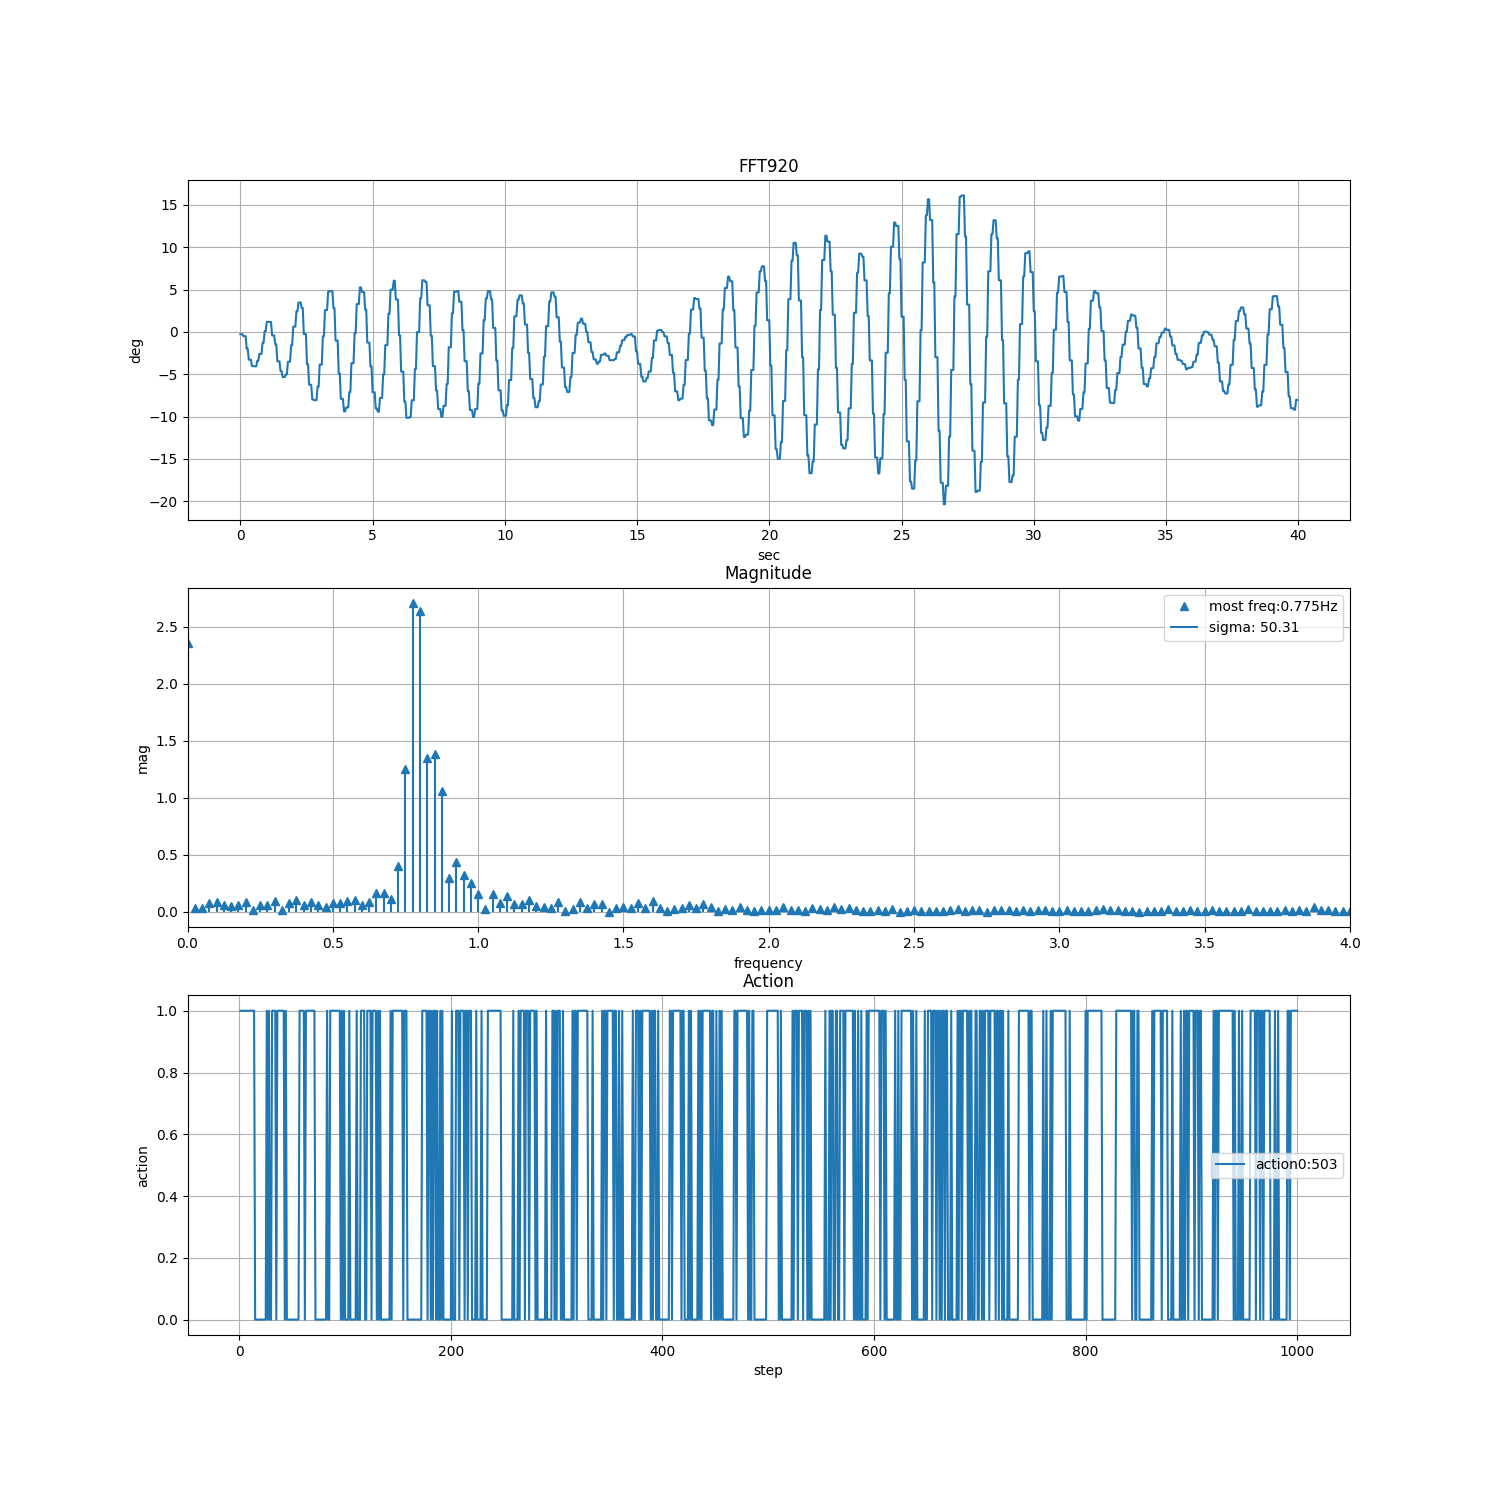 FFT920
15
10
5
0
−5
−10
−15
−20
deg
0 5 10 15 20 25 30 35 40
sec
Magnitude
most freq:0.775Hz
sigma: 50.31
2.5
2.0
1.5
1.0
0.5
0.0
mag
0.0 0.5 1.0 1.5 2.0 2.5 3.0 3.5 4.0
frequency
Action
1.0
0.8
0.6
0.4
0.2
0.0
action
action0:503
0 200 400 600 800 1000
step